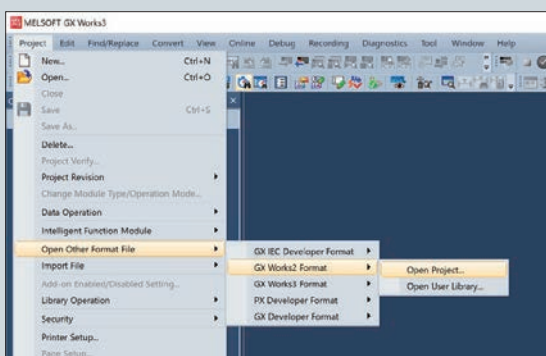 MELSOFT GX Works3
Project Edit Find/Replace Convert View Online Debug Recording Diagnostics Tool Window Help
New... Ctrl+N
Open... Ctrl+O
Close
Save Ctrl+S
Save As...
Delete...
Project Verify...
Project Revision
Change Module Type/Operation Mode...
Data Operation
Intelligent Function Module
Open Other Format File
GX IEC Developer Format
Import File
GX Works2 Format
Open Project...
Add-on Enabled/Disabled Setting...
GX Works3 Format
Open User Library...
Library Operation
PX Developer Format
Security
GX Developer Format
Printer Setup...
Page Setup...